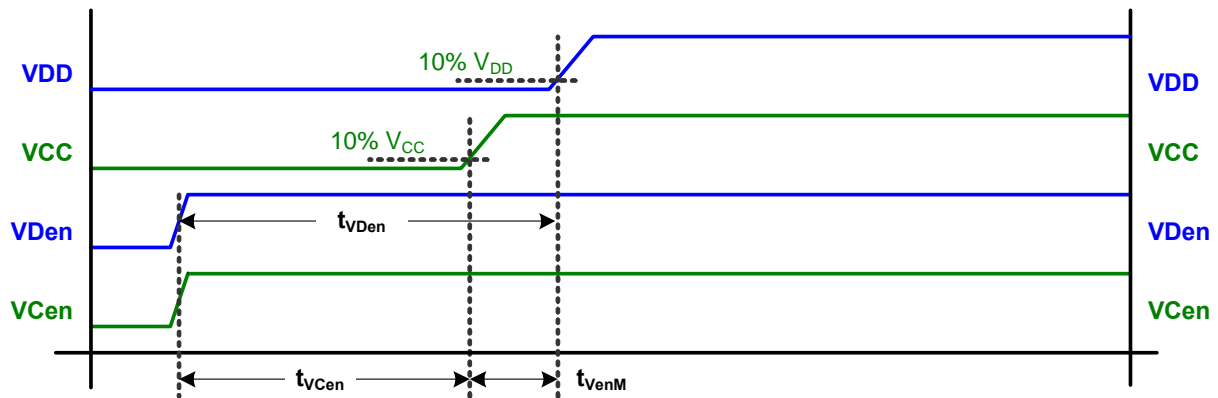 10% VDD
VDD
VDD
10% VCC
VCC
VCC
tVDen
VDen
VDen
VCen
VCen
tVCen
tVenM